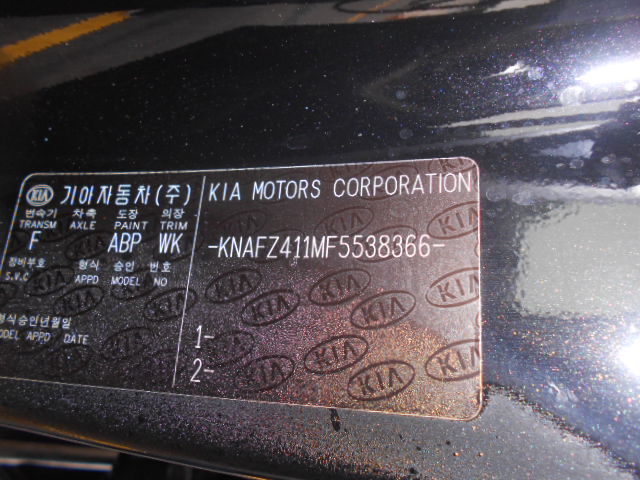 KIA 기아자동차(주) KIA MOTORS CORPORATION
변속기 차축 도장 의장
TRANSM AXLE PAINT TRIM
F ABP WK -KNAFZ411MF5538366-
정비부호 형식 승인 번호
S.V.C APPD MODEL NO
형식승인년월일
MODEL APPD DATE
1-
2-